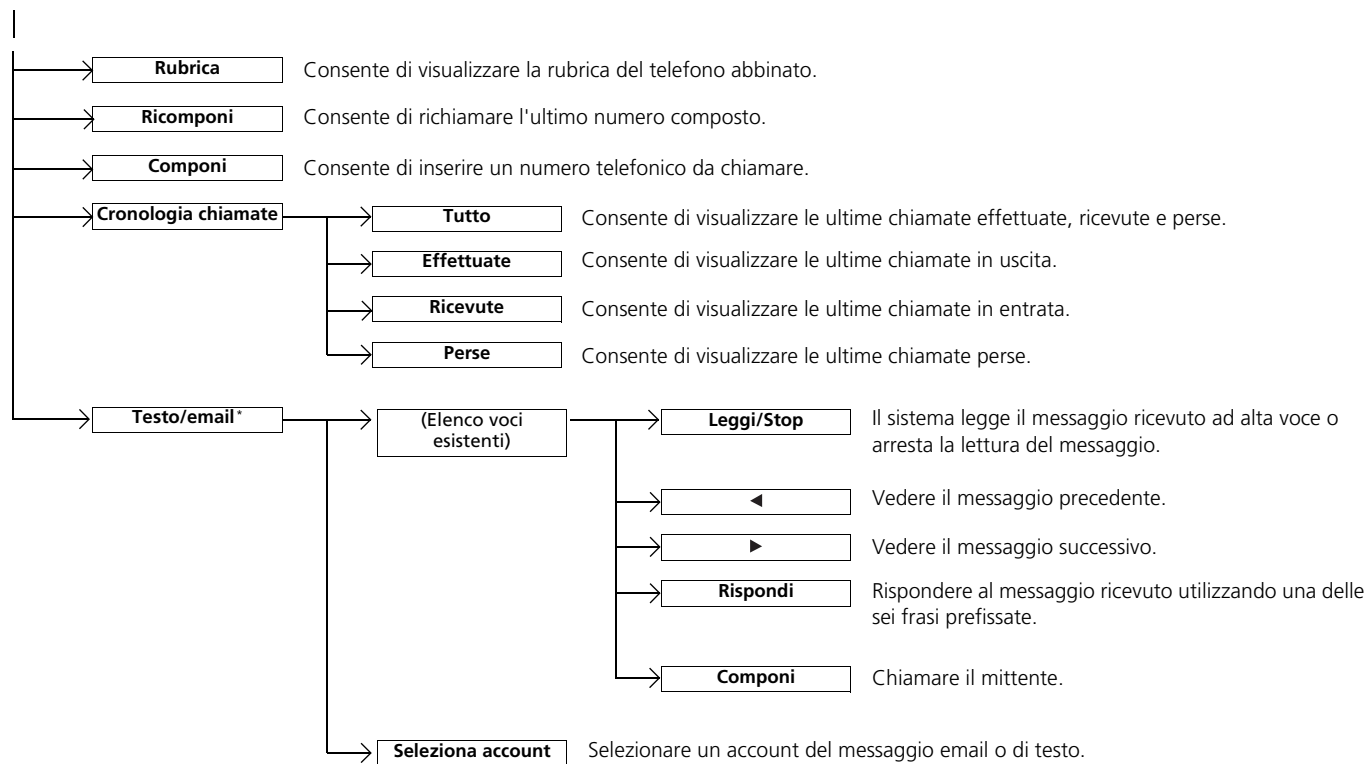 Rubrica Consente di visualizzare la rubrica del telefono abbinato.
Ricomponi Consente di richiamare l'ultimo numero composto.
Componi Consente di inserire un numero telefonico da chiamare.
Cronologia chiamate Tutto Consente di visualizzare le ultime chiamate effettuate, ricevute e perse.
Effettuate Consente di visualizzare le ultime chiamate in uscita.
Ricevute Consente di visualizzare le ultime chiamate in entrata.
Perse Consente di visualizzare le ultime chiamate perse.
Testo/email* (Elenco voci
esistenti)
Leggi/Stop Il sistema legge il messaggio ricevuto ad alta voce o
arresta la lettura del messaggio.
◄ Vedere il messaggio precedente.
► Vedere il messaggio successivo.
Rispondi Rispondere al messaggio ricevuto utilizzando una delle
sei frasi prefissate.
Componi Chiamare il mittente.
Seleziona account Selezionare un account del messaggio email o di testo.